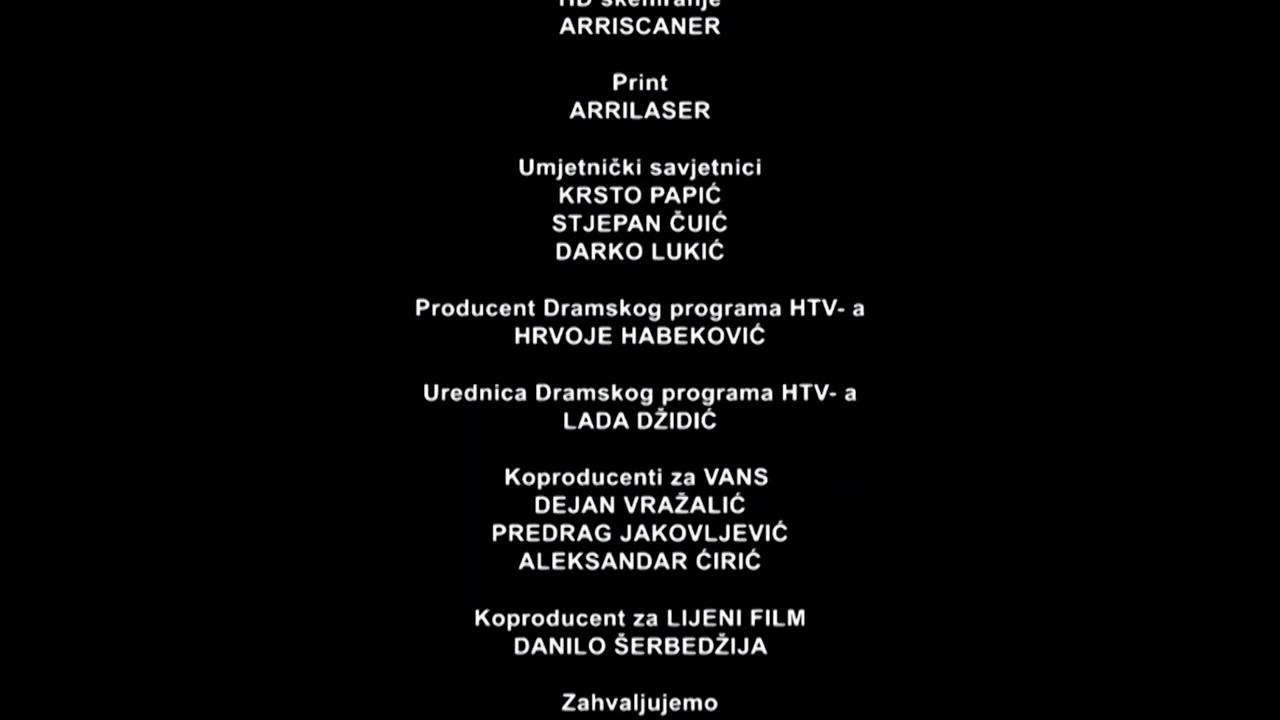 HD skeniranje
ARRISCANER
Print
ARRILASER
Umjetnički savjetnici
KRSTO PAPIĆ
STJEPAN ČUIĆ
DARKO LUKIĆ
Producent Dramskog programa HTV- a
HRVOJE HABEKOVIĆ
Urednica Dramskog programa HTV- a
LADA DŽIDIĆ
Koproducenti za VANS
DEJAN VRAŽALIĆ
PREDRAG JAKOVLJEVIĆ
ALEKSANDAR ĆIRIĆ
Koproducent za LIJENI FILM
DANILO ŠERBEDŽIJA
Zahvaljujemo